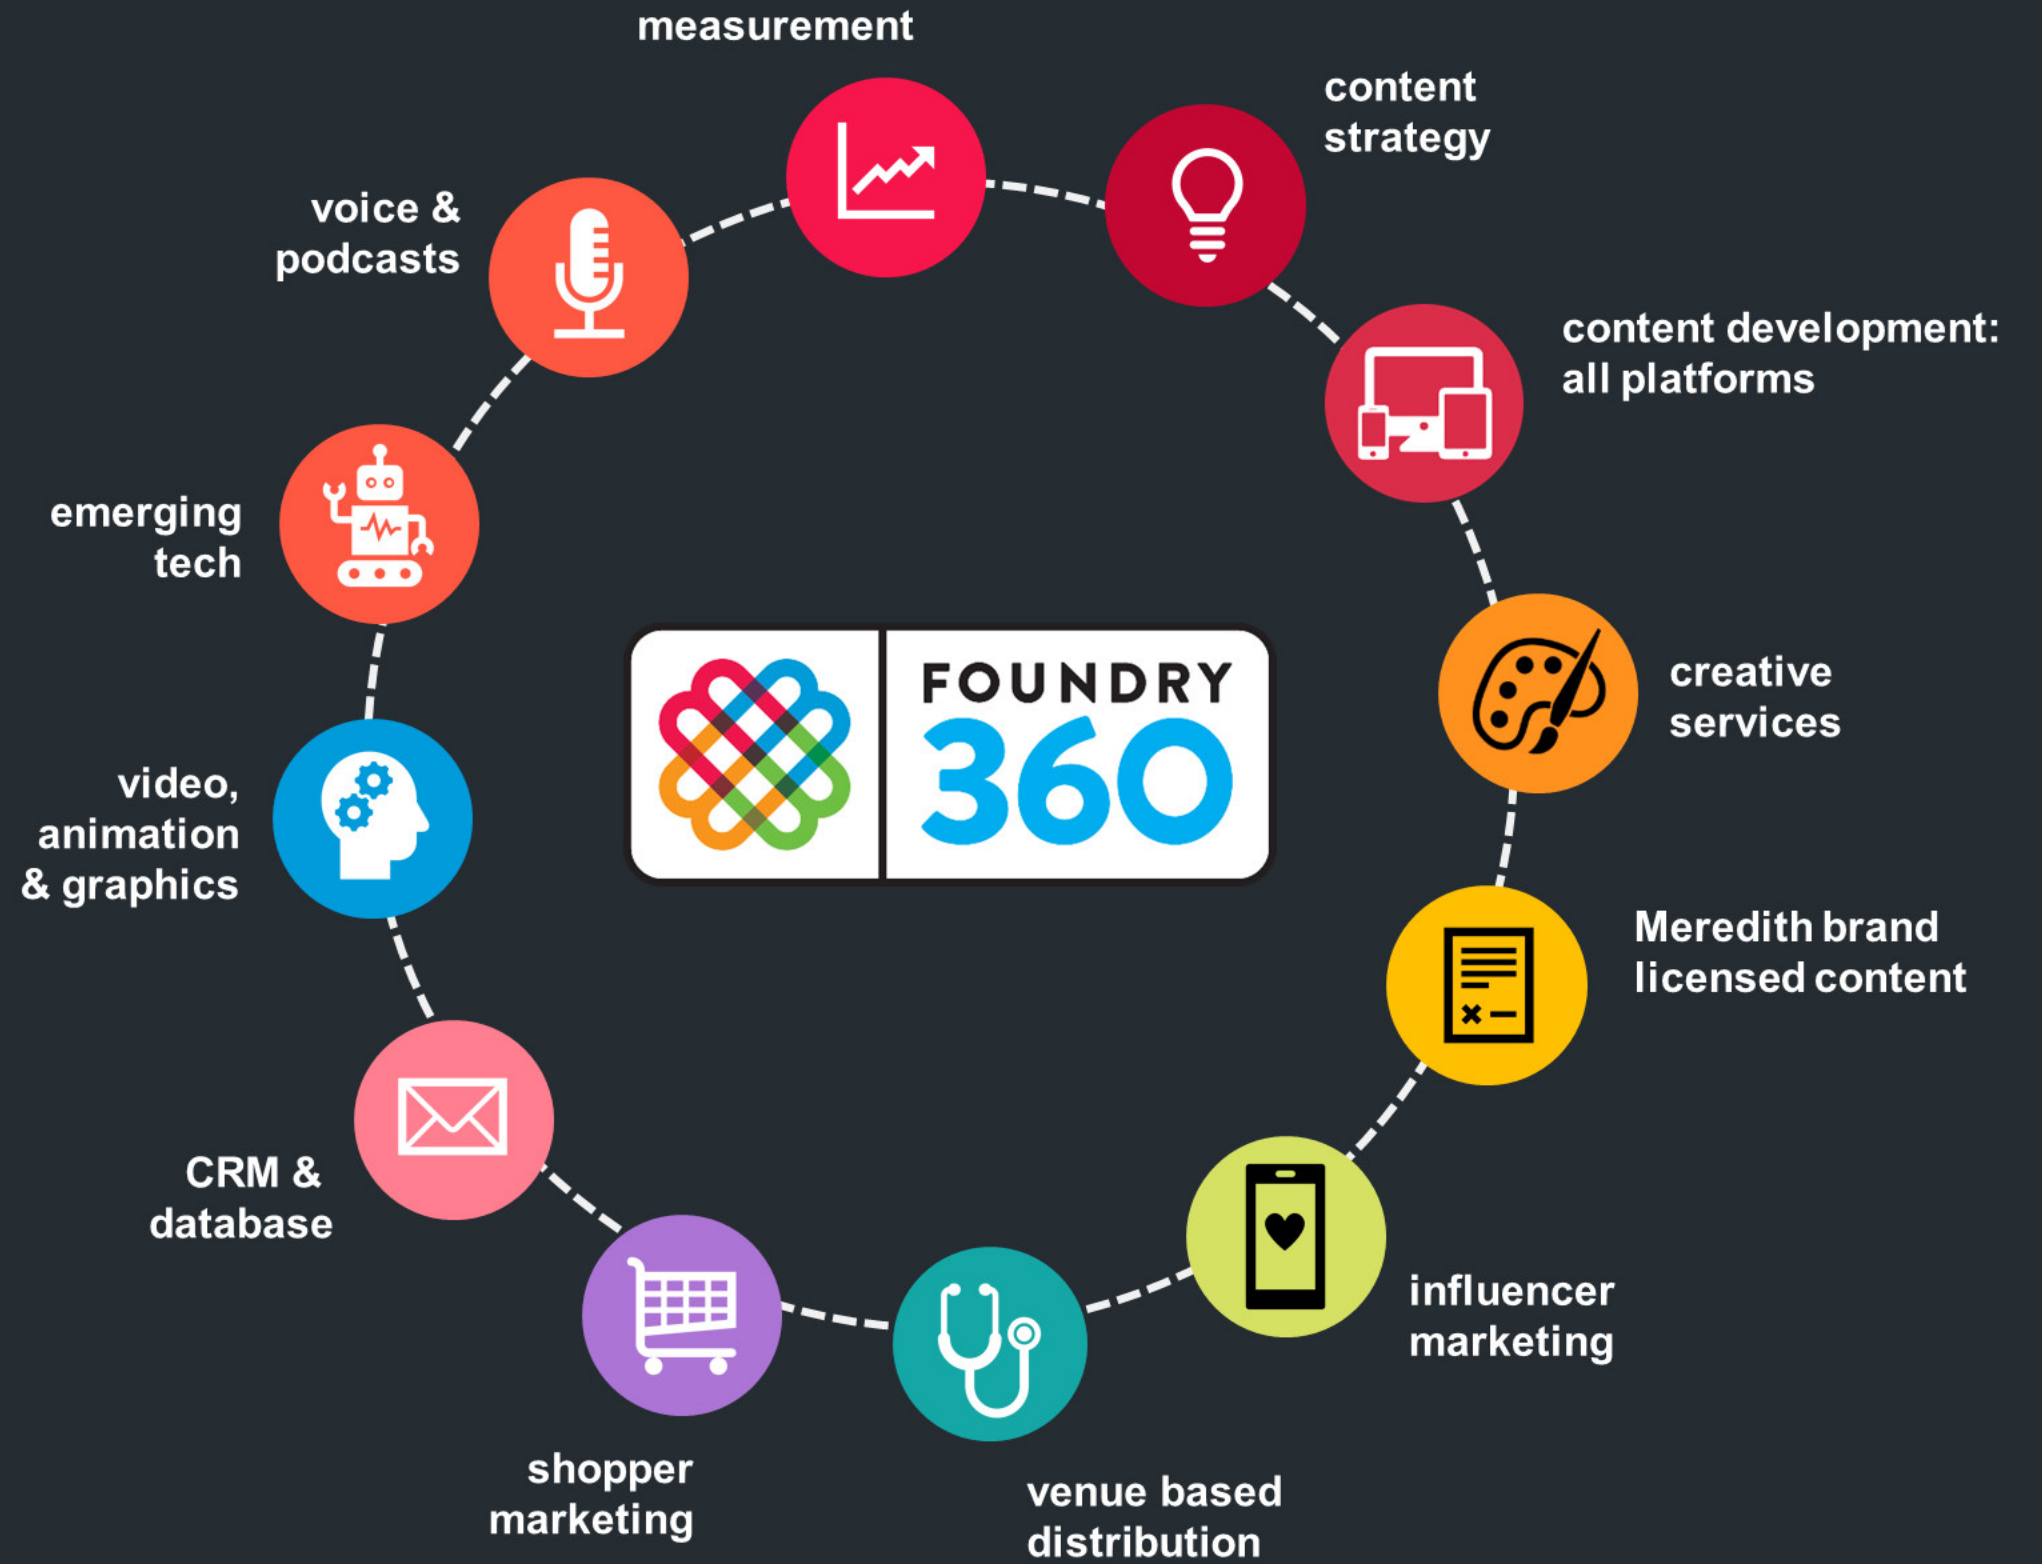 measurement
content
strategy
voice &
podcasts
content development:
all platforms
emerging
tech
FOUNDRY
360
creative
services
video,
animation
& graphics
Meredith brand
licensed content
CRM &
database
influencer
marketing
shopper
marketing
venue based
distribution